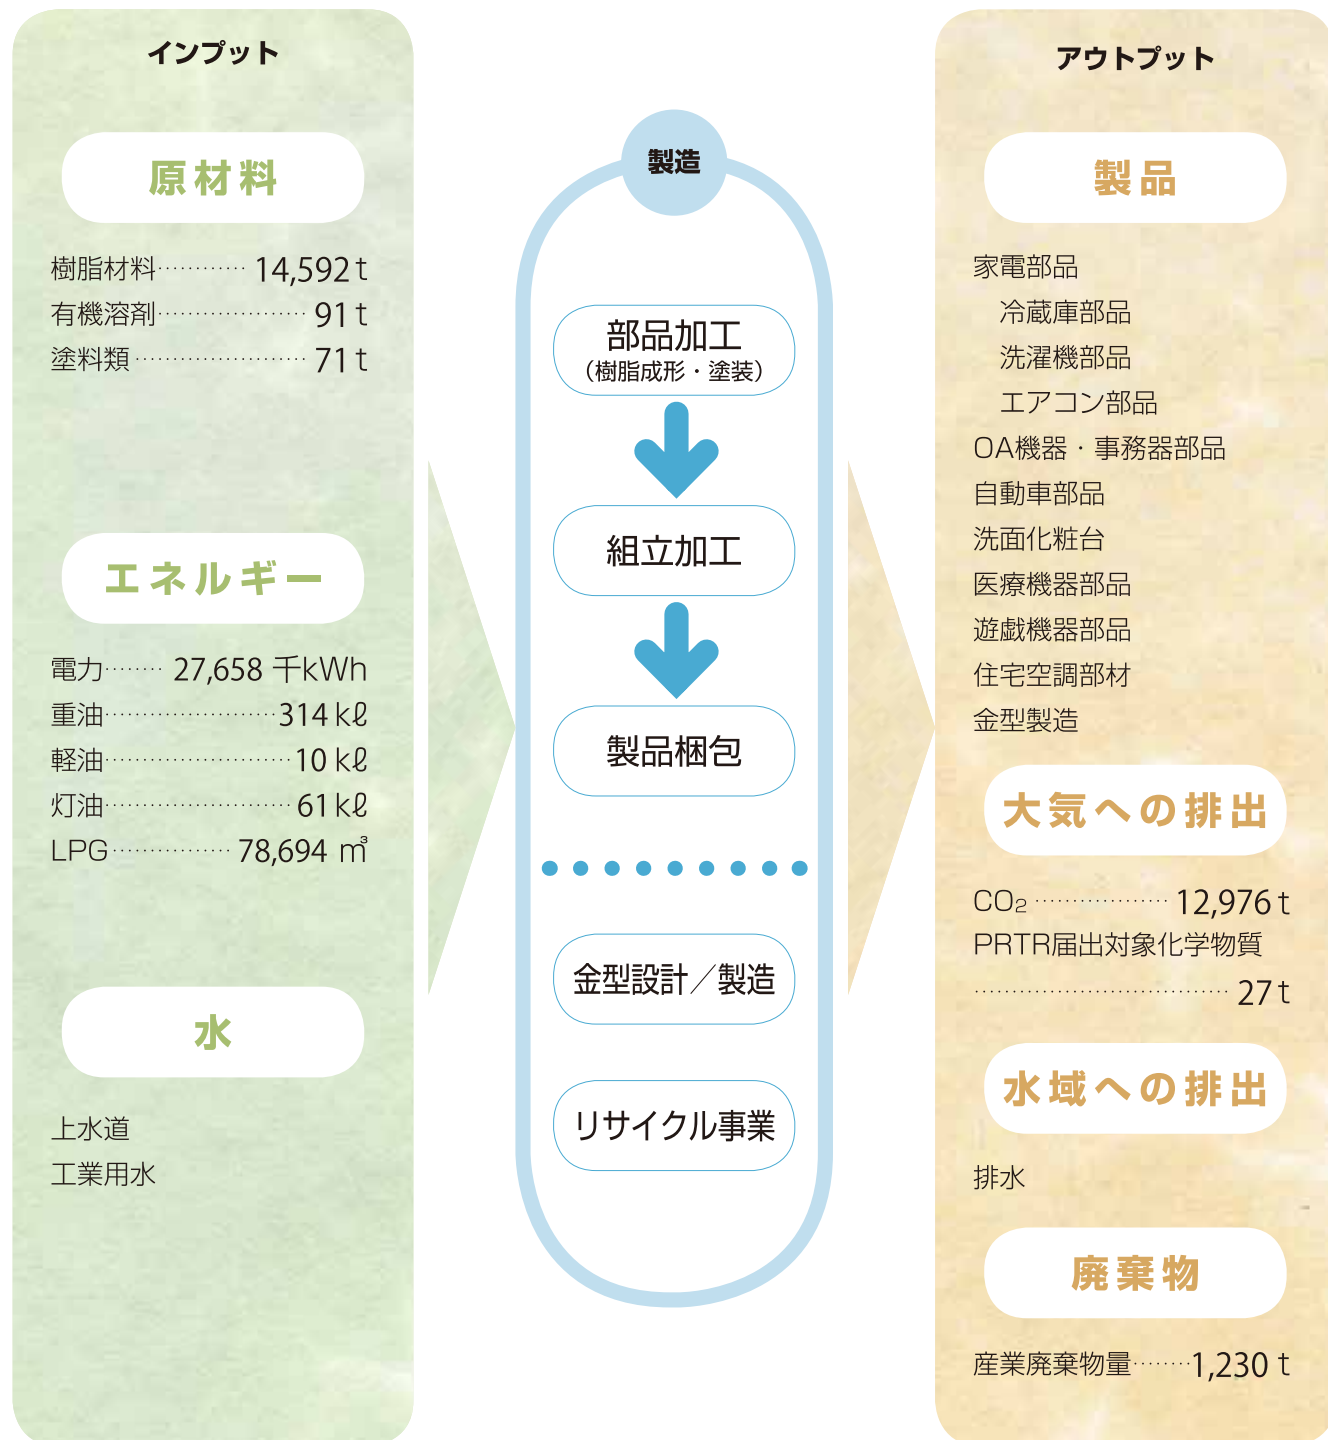 インプット
原材料
樹脂材料………… 14,592 t
有機溶剤………………… 91 t
塗料類…………………… 71 t
エネルギー
電力……… 27,658 千kWh
重油……………………314 kℓ
軽油………………………10 kℓ
灯油……………………… 61 kℓ
LPG……………… 78,694 ㎥
水
上水道
工業用水
製造
部品加工
（樹脂成形・塗装）
組立加工
製品梱包
金型設計／製造
リサイクル事業
アウトプット
製品
家電部品
冷蔵庫部品
洗濯機部品
エアコン部品
OA機器・事務器部品
自動車部品
洗面化粧台
医療機器部品
遊戯機器部品
住宅空調部材
金型製造
大気への排出
CO₂ ……………… 12,976 t
PRTR届出対象化学物質
……………………………… 27 t
水域への排出
排水
廃棄物
産業廃棄物量………1,230 t